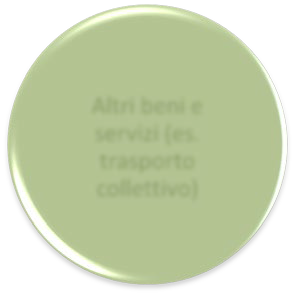 Altri beni e
servizi (es.
trasporto
collettivo)